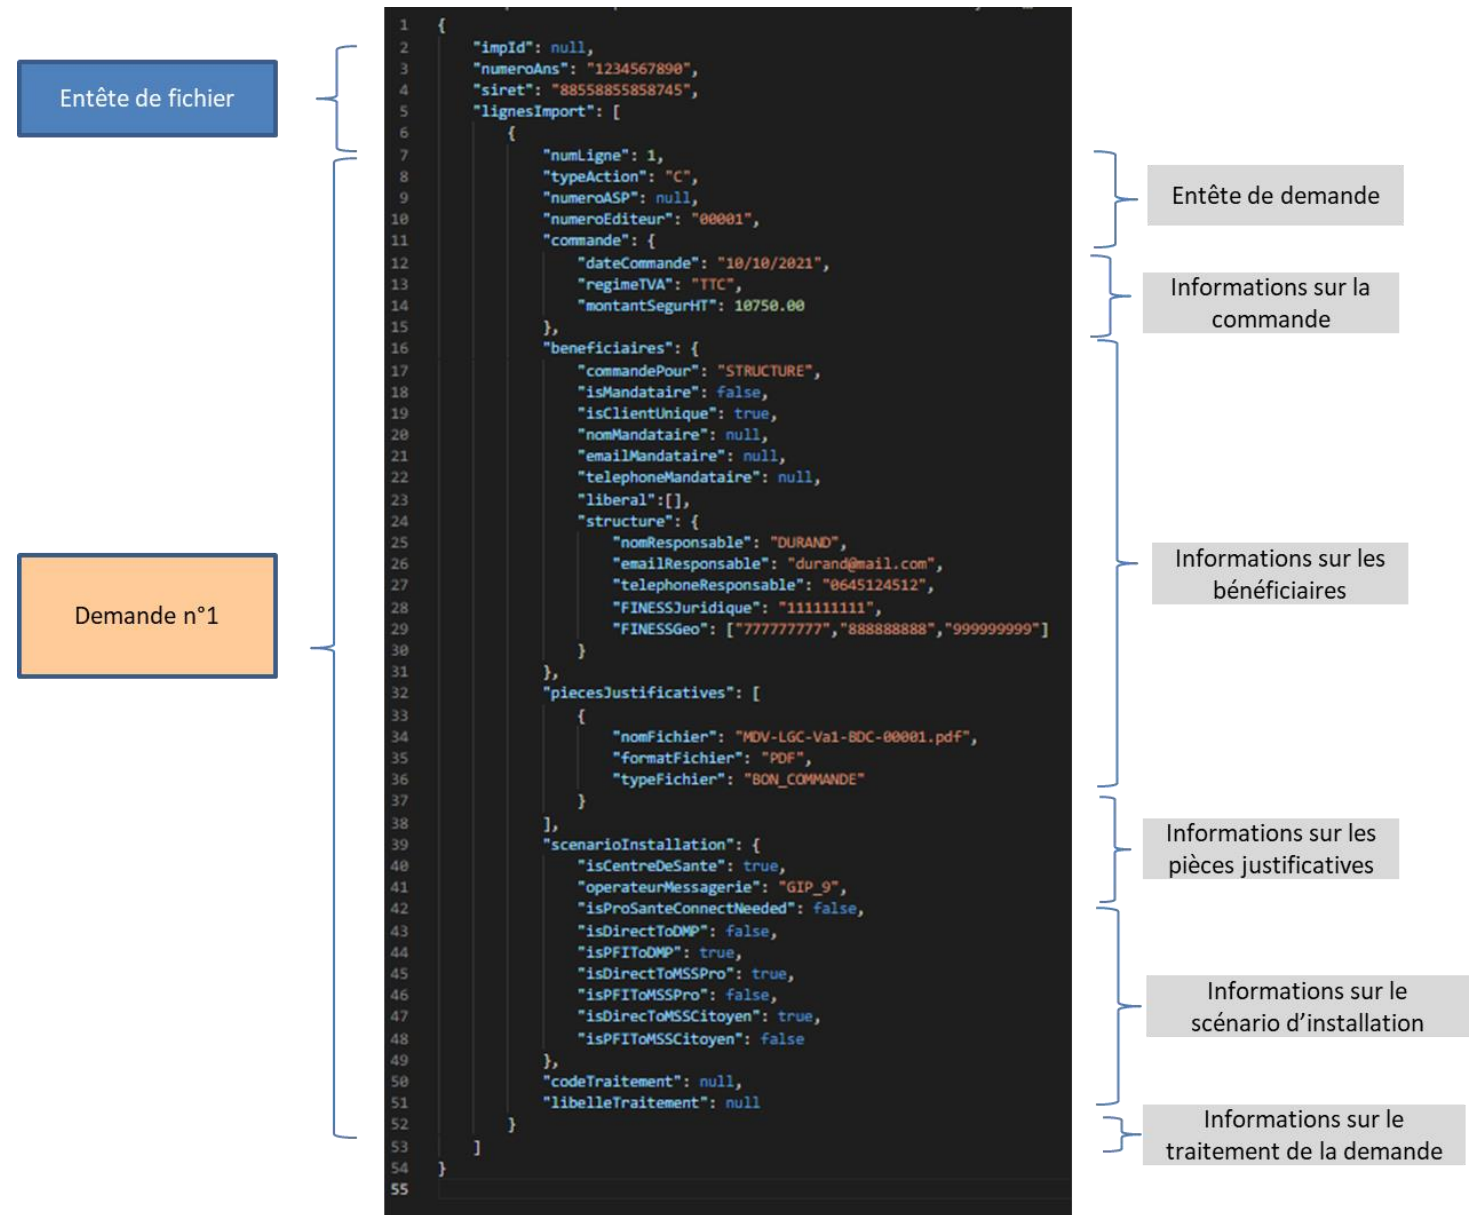 Entête de fichier
Demande n°1
1 {
2 "impId": null,
3 "numeroAns": "1234567890",
4 "siret": "88558855858745",
5 "lignesImport": [
6 {
7 "numLigne": 1,
8 "typeAction": "C",
9 "numeroASP": null,
10 "numeroEditeur": "00001",
11 "commande": {
12 "dateCommande": "10/10/2021",
13 "regimeTVA": "TTC",
14 "montantSegurHT": 10750.00
15 },
16 "beneficiaires": {
17 "commandePour": "STRUCTURE",
18 "isMandataire": false,
19 "isClientUnique": true,
20 "nomMandataire": null,
21 "emailMandataire": null,
22 "telephoneMandataire": null,
23 "liberal":[],
24 "structure": {
25 "nomResponsable": "DURAND",
26 "emailResponsable": "durand@mail.com",
27 "telephoneResponsable": "0645124512",
28 "FINESSJuridique": "111111111",
29 "FINESSGeo": ["777777777","888888888","999999999"]
30 }
31 },
32 "piecesJustificatives": [
33 {
34 "nomFichier": "MDV-LGC-Va1-BDC-00001.pdf",
35 "formatFichier": "PDF",
36 "typeFichier": "BON_COMMANDE"
37 }
38 ],
39 "scenarioInstallation": {
40 "isCentreDeSante": true,
41 "operateurMessagerie": "GIP_9",
42 "isProSanteConnectNeeded": false,
43 "isDirectToDMP": false,
44 "isPFIToDMP": true,
45 "isDirectToMSSPro": true,
46 "isPFIToMSSPro": false,
47 "isDirecToMSSCitoyen": true,
48 "isPFIToMSSCitoyen": false
49 },
50 "codeTraitement": null,
51 "libelleTraitement": null
52 }
53 ]
54 }
55
Entête de demande
Informations sur la
commande
Informations sur les
bénéficiaires
Informations sur les
pièces justificatives
Informations sur le
scénario d'installation
Informations sur le
traitement de la demande